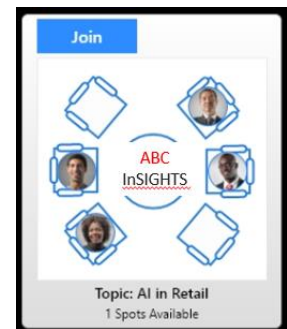 Join
ABC
InSIGHTS
Topic: AI in Retail
1 Spots Available